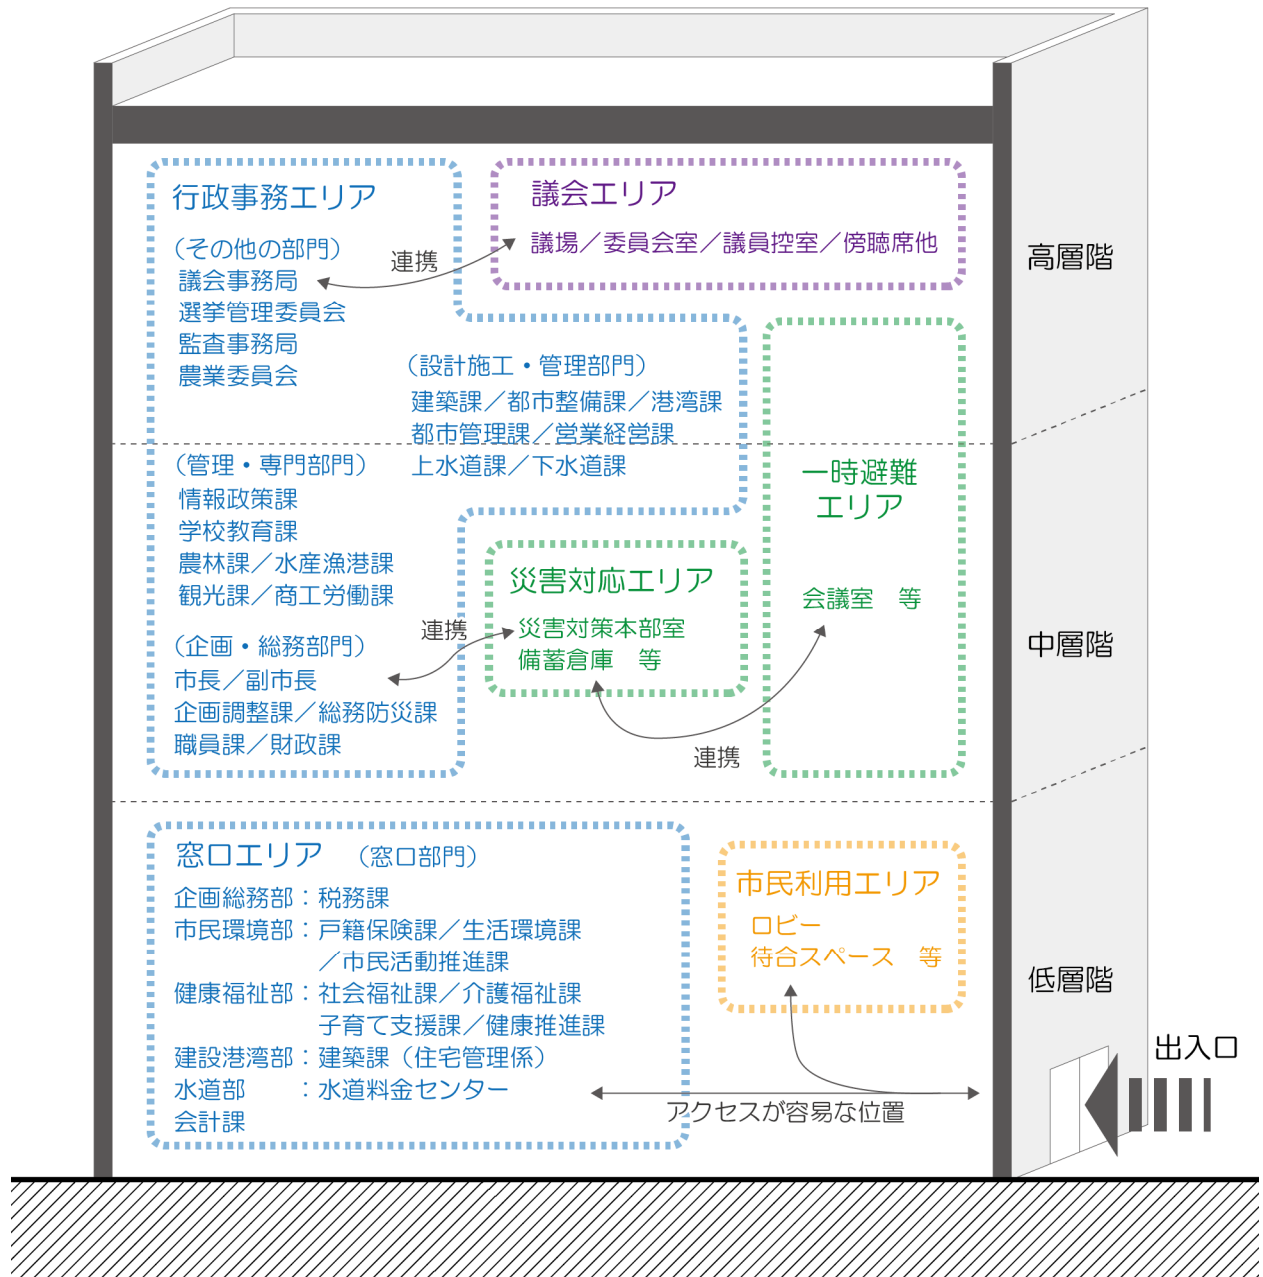 行政事務エリア
(その他の部門)
議会事務局
選挙管理委員会
監査事務局
農業委員会
連携
議会エリア
議場／委員会室／議員控室／傍聴席他
高層階
(設計施工・管理部門)
建築課／都市整備課／港湾課
都市管理課／営業経営課
上水道課／下水道課
(管理・専門部門)
情報政策課
学校教育課
農林課／水産漁港課
観光課／商工労働課
(企画・総務部門)
市長／副市長
企画調整課／総務防災課
職員課／財政課
連携
災害対応エリア
災害対策本部室
備蓄倉庫　等
連携
一時避難
エリア
会議室　等
中層階
窓口エリア　(窓口部門)
企画総務部：税務課
市民環境部：戸籍保険課／生活環境課
／市民活動推進課
健康福祉部：社会福祉課／介護福祉課
子育て支援課／健康推進課
建設港湾部：建築課（住宅管理係）
水道部　　：水道料金センター
会計課
市民利用エリア
ロビー
待合スペース　等
アクセスが容易な位置
低層階
出入口